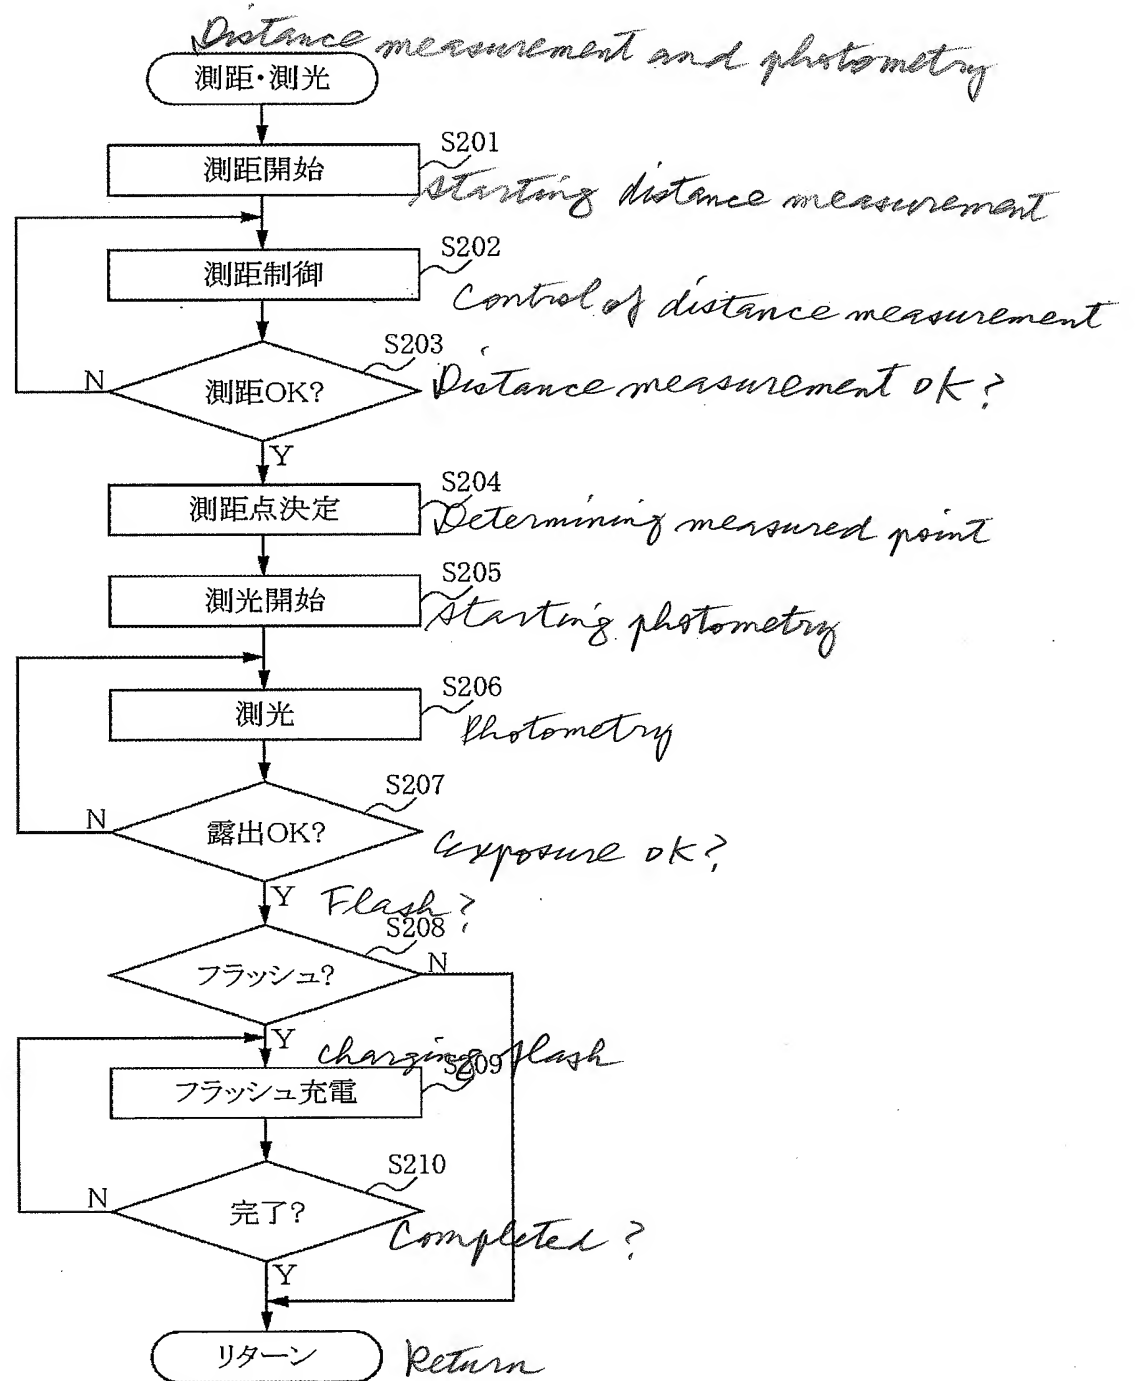 Distance measurement and photometry
測距・測光
S201
測距開始
Starting distance measurement
S202
測距制御
Control of distance measurement
S203
N
測距OK?
Distance measurement OK?
Y
S204
測距点決定
Determining measured point
S205
測光開始
Starting photometry
S206
測光
Photometry
S207
N
露出OK?
Exposure OK?
Y
Flash?
S208
フラッシュ?
N
Y
charging flash
S209
フラッシュ充電
S210
N
完了?
Completed?
Y
リターン
Return